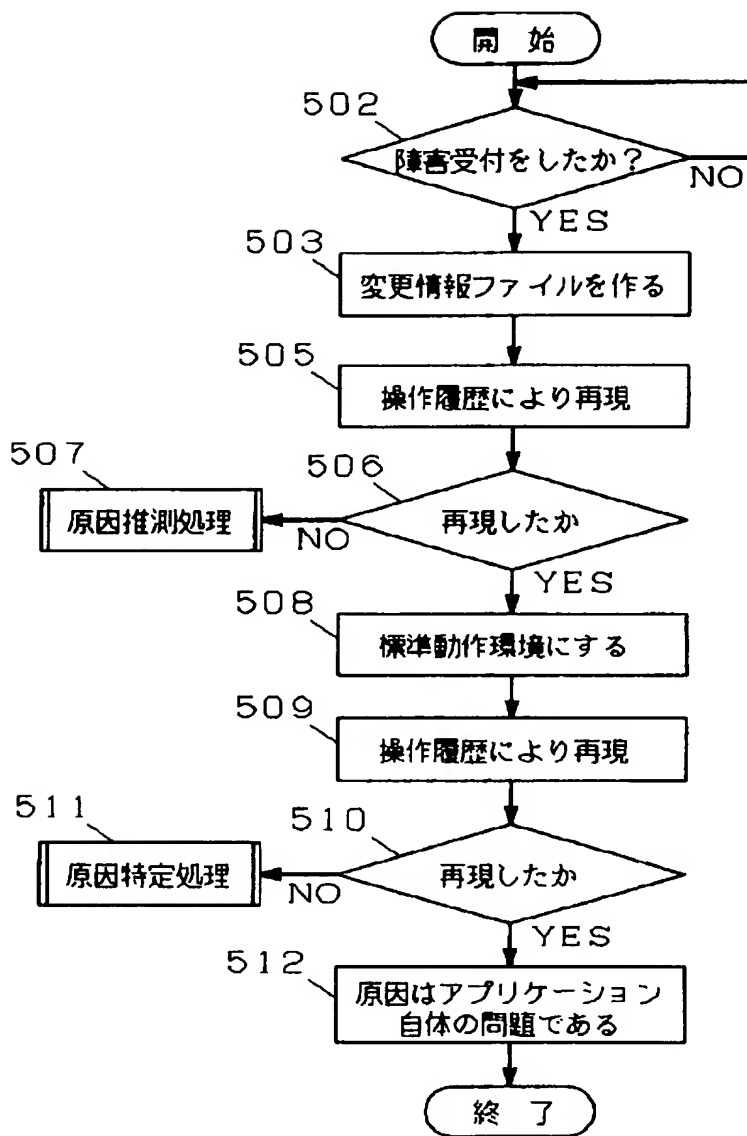 開 始
502
障害受付をしたか？
NO
YES
503
変更情報ファイルを作る
505
操作履歴により再現
507
506
原因推測処理
NO
再現したか
YES
508
標準動作環境にする
509
操作履歴により再現
511
510
原因特定処理
NO
再現したか
YES
512
原因はアプリケーション
自体の問題である
終 了